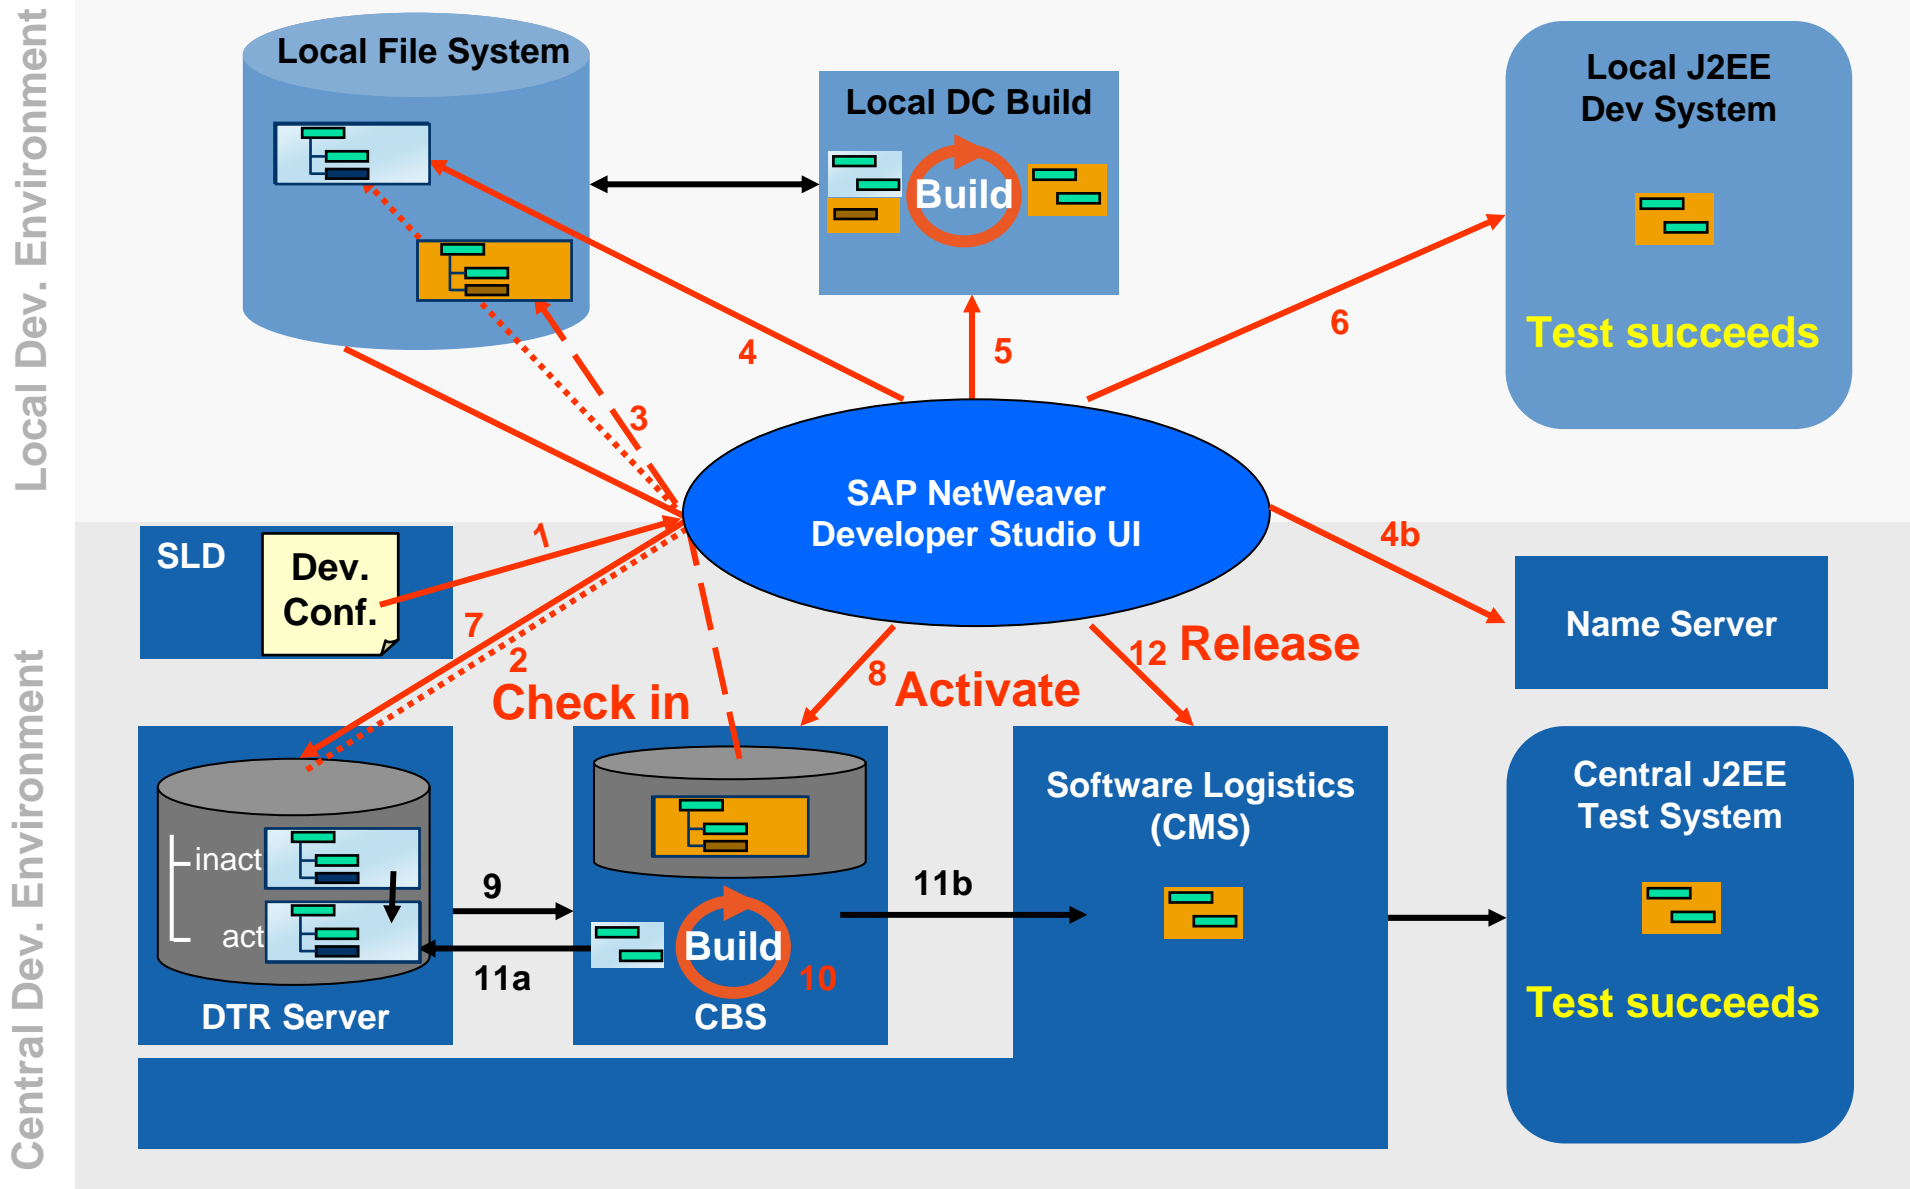 Local Dev. Environment
Local File System
Local DC Build
Build
Local J2EE
Dev System
Test succeeds
4
5
6
3
SAP NetWeaver
Developer Studio UI
Central Dev. Environment
SLD
Dev.
Conf.
1
7
2
Check in
8 Activate
12 Release
4b
Name Server
inact
act
DTR Server
9
11a
Build
10
CBS
11b
Software Logistics
(CMS)
Central J2EE
Test System
Test succeeds